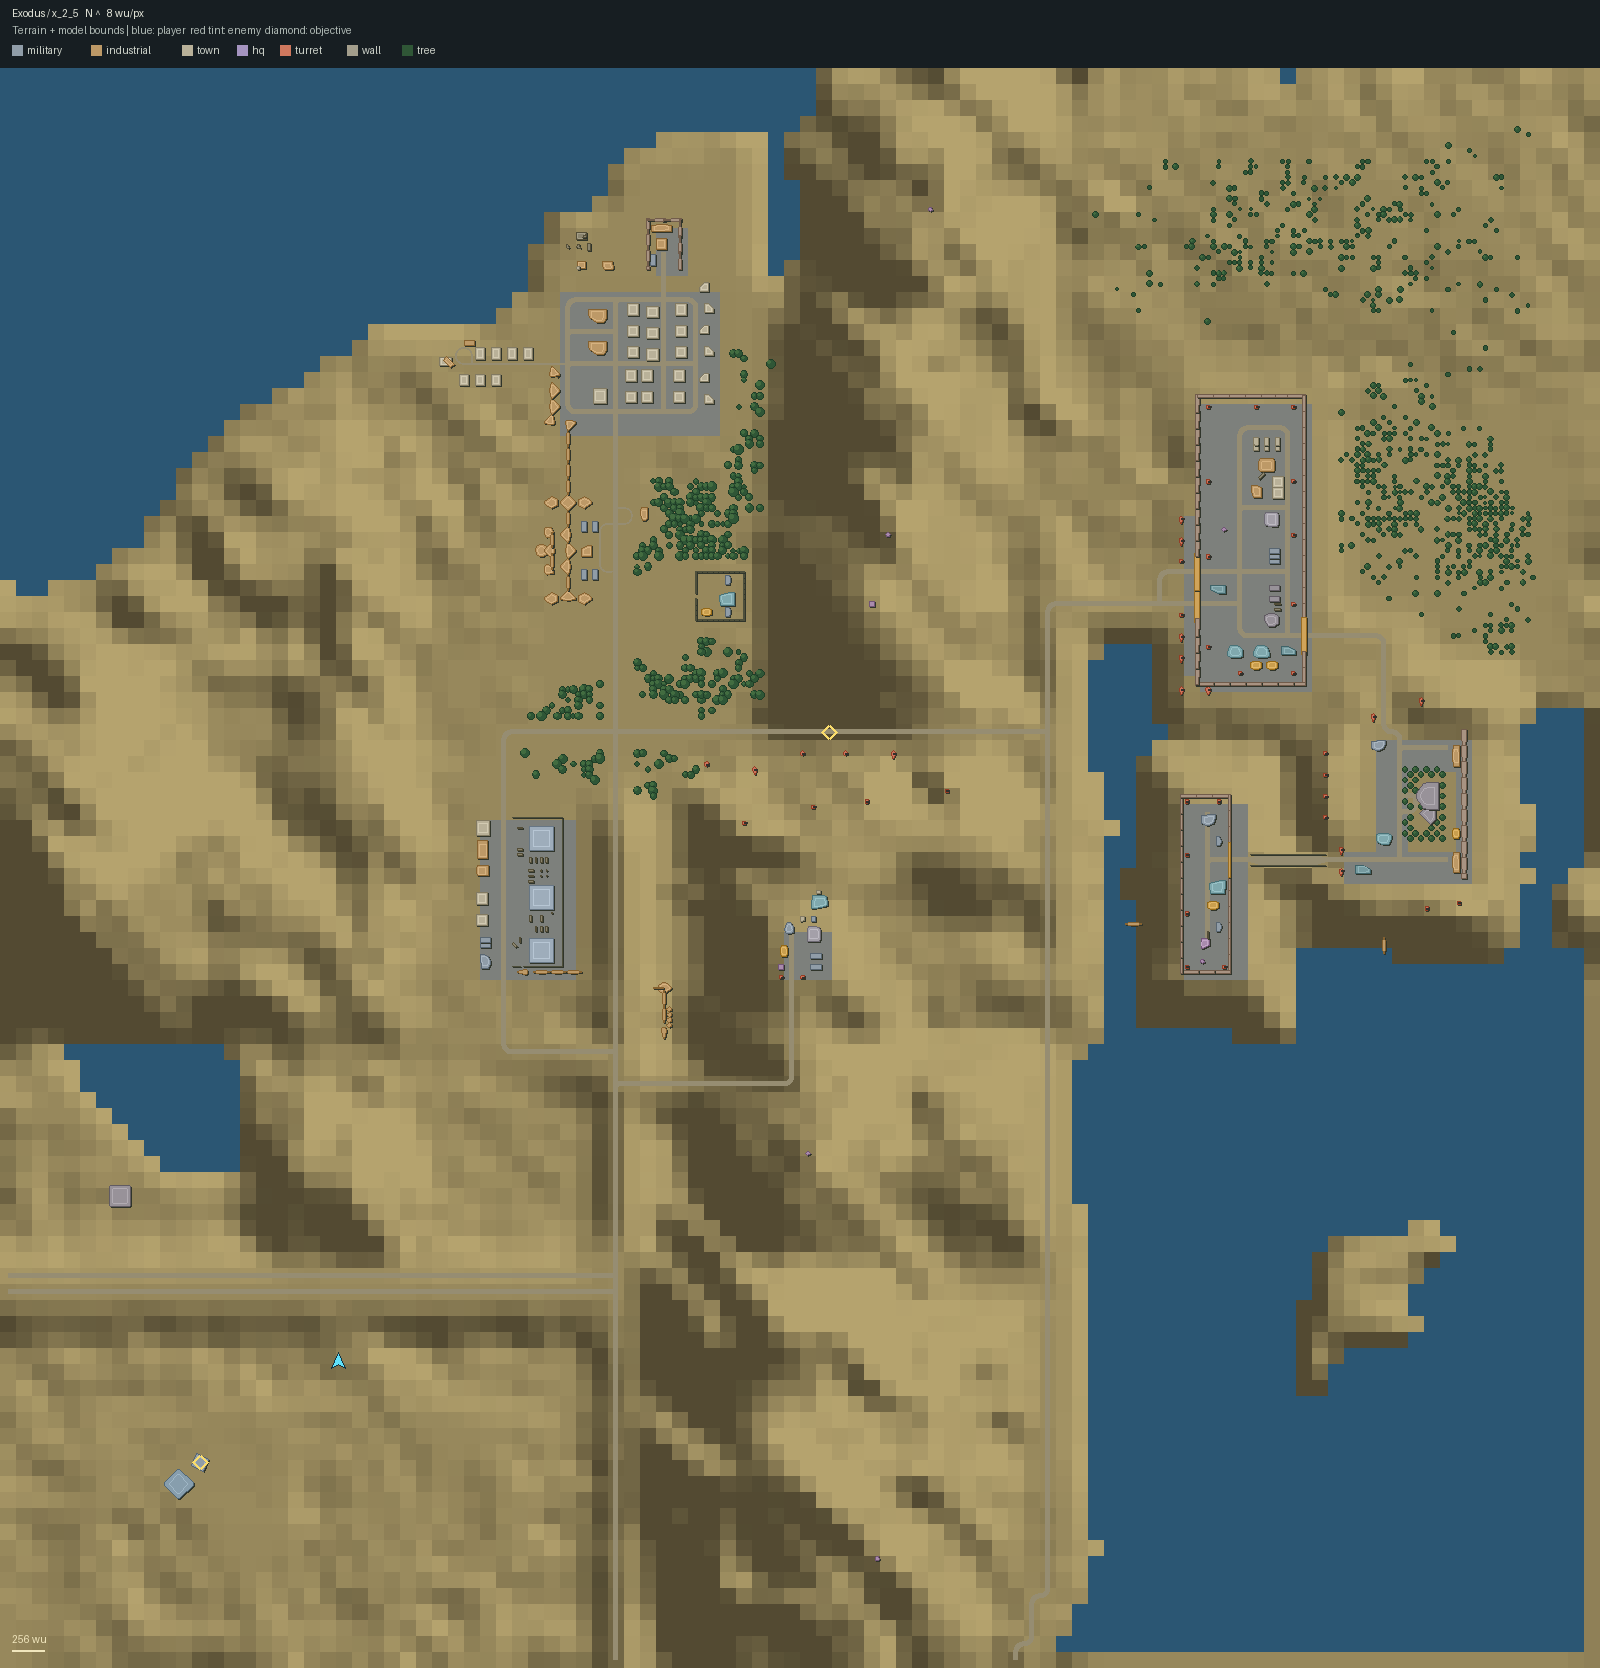 Exodus/x_2_5 N ^ 8 wu/px
Terrain + model bounds | blue: player red tint: enemy diamond: objective
military industrial town hq turret wall tree
256 wu